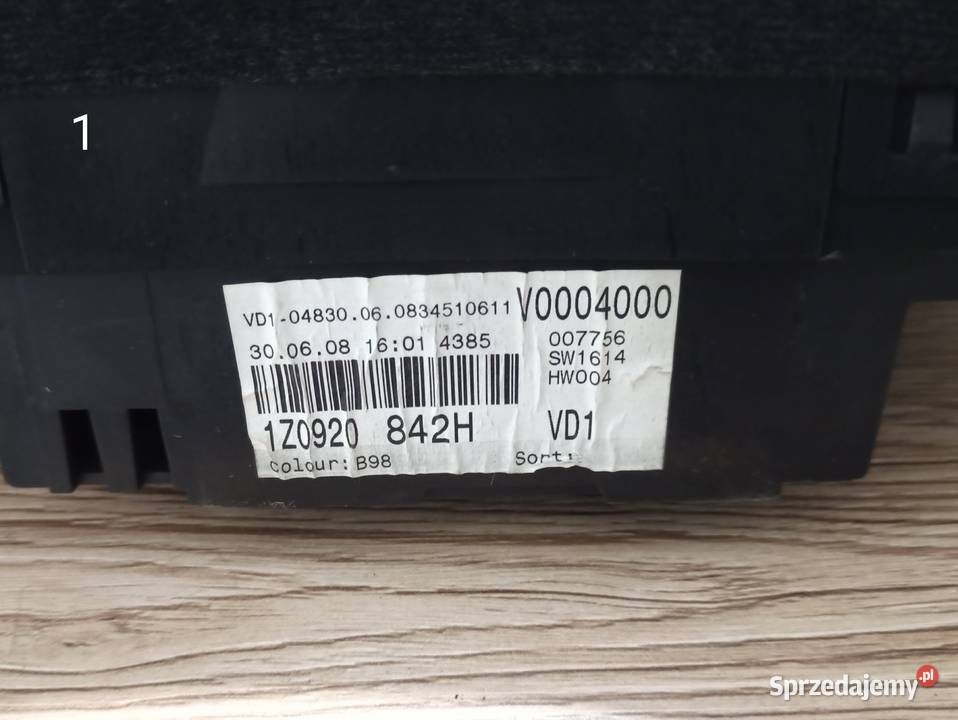 1
VD1-04830.06.0834510611 V0004000
30.06.08 16:01 4385 007756
SW1614
HW004
1Z0920 842H VD1
Colour: B98 Sort:
Sprzedajemy.pl